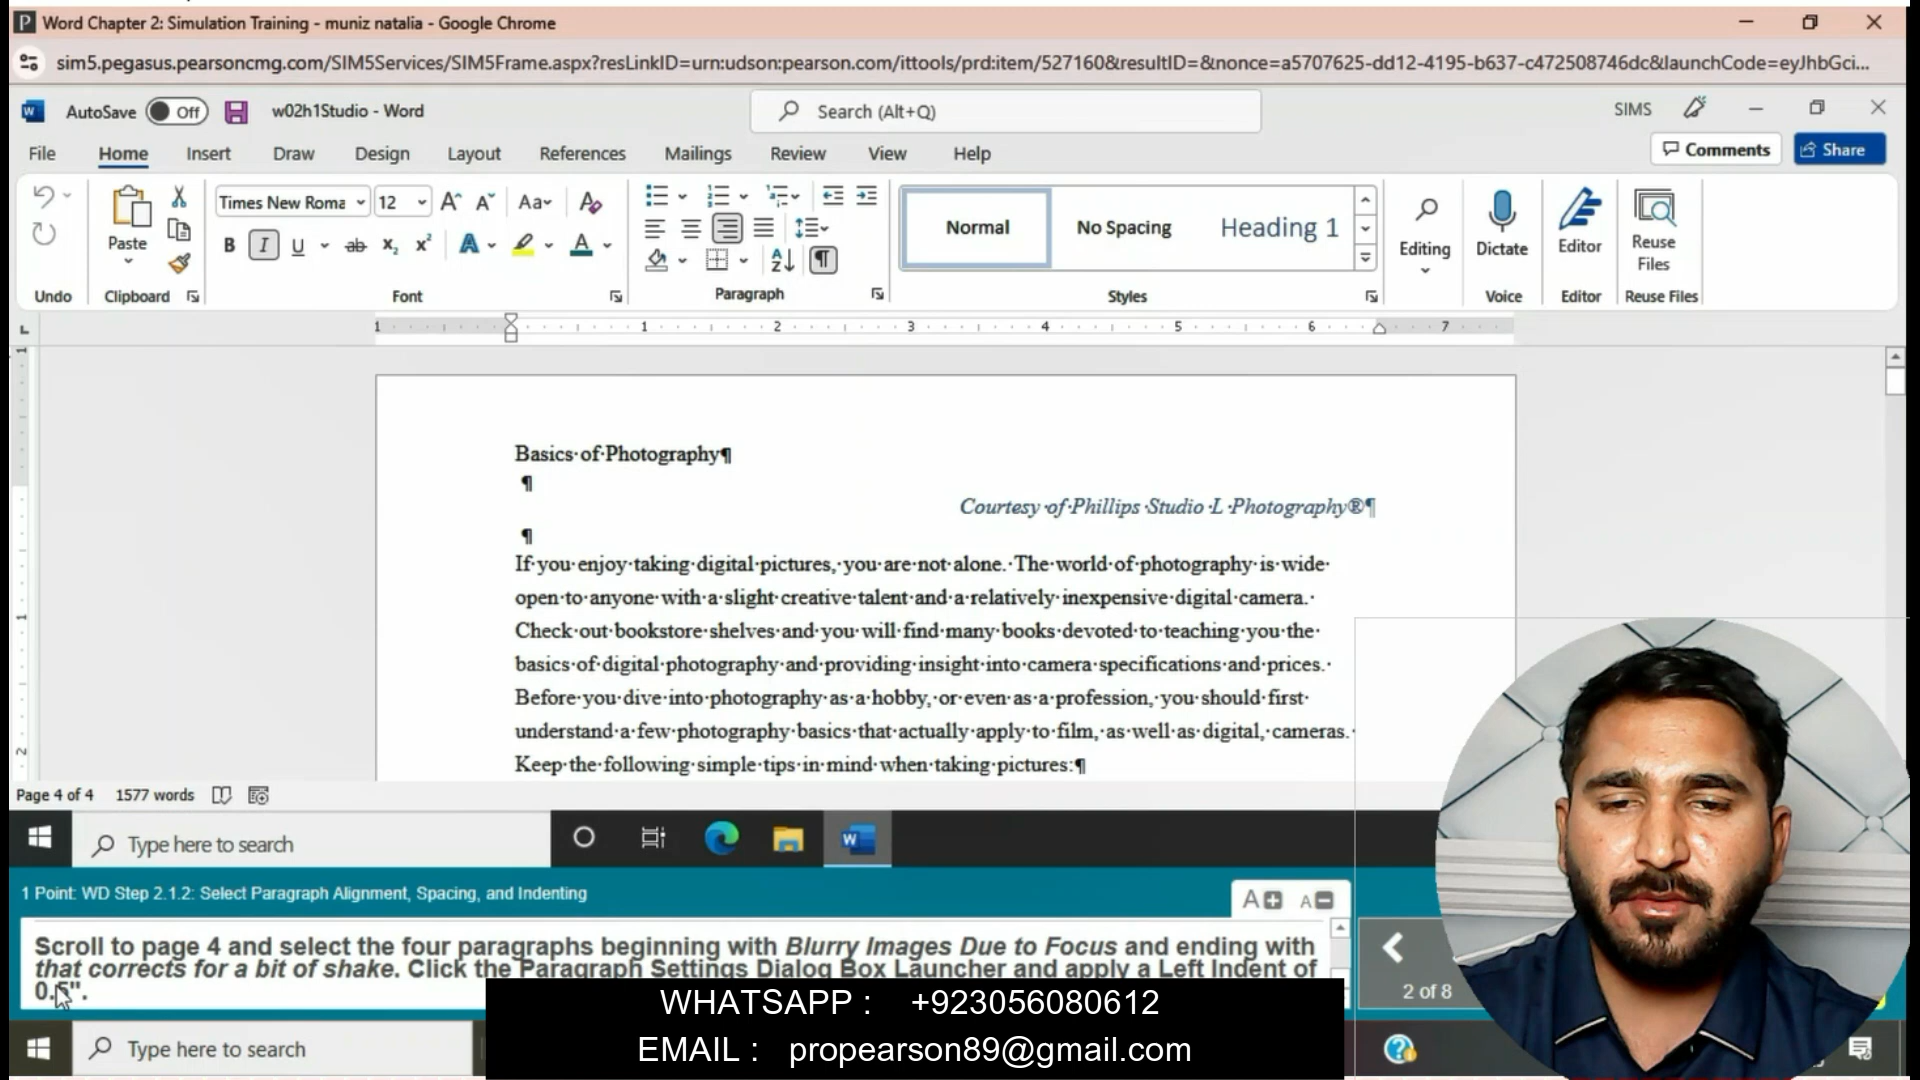 Word Chapter 2: Simulation Training - muniz natalia - Google Chrome
sim5.pegasus.pearsoncmg.com/SIM5Services/SIM5Frame.aspx?resLinkID=urn:udson:pearson.com/ittools/prd:item/527160&resultID=&nonce=a5707625-dd12-4195-b637-c472508746dc&launchCode=eyJhbGci...
AutoSave Off w02h1Studio - Word Search (Alt+Q) SIMS
File Home Insert Draw Design Layout References Mailings Review View Help Comments Share
Times New Roma 12 Aa
Normal No Spacing Heading 1
Paste Editing Dictate Editor Reuse Files
Undo Clipboard Font Paragraph Styles Voice Editor Reuse Files
1 1 2 3 4 5 6 7
Basics·of·Photography¶
¶
Courtesy·of·Phillips·Studio·L·Photography®¶
¶
If·you·enjoy·taking·digital·pictures,·you·are·not·alone.·The·world·of·photography·is·wide·
open·to·anyone·with·a·slight·creative·talent·and·a·relatively·inexpensive·digital·camera.·
Check·out·bookstore·shelves·and·you·will·find·many·books·devoted·to·teaching·you·the·
basics·of·digital·photography·and·providing·insight·into·camera·specifications·and·prices.·
Before·you·dive·into·photography·as·a·hobby,·or·even·as·a·profession,·you·should·first·
understand·a·few·photography·basics·that·actually·apply·to·film,·as·well·as·digital,·cameras.·
Keep·the·following·simple·tips·in·mind·when·taking·pictures:¶
Page 4 of 4 1577 words
Type here to search
1 Point: WD Step 2.1.2: Select Paragraph Alignment, Spacing, and Indenting
Scroll to page 4 and select the four paragraphs beginning with Blurry Images Due to Focus and ending with
that corrects for a bit of shake. Click the Paragraph Settings Dialog Box Launcher and apply a Left Indent of
0.5".
2 of 8
WHATSAPP : +923056080612
EMAIL : propearson89@gmail.com
Type here to search